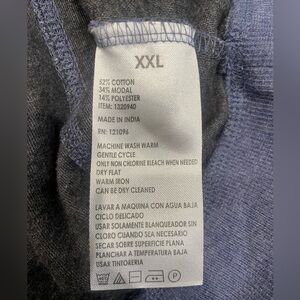 XXL
52% COTTON
34% MODAL
14% POLYESTER
ITEM: 1320940
MADE IN INDIA
RN: 121096
MACHINE WASH WARM
GENTLE CYCLE
ONLY NON CHLORINE BLEACH WHEN NEEDED
DRY FLAT
WARM IRON
CAN BE DRY CLEANED
LAVAR A MAQUINA CON AGUA BAJA
CICLO DELICADO
USAR SOLAMENTE BLANQUEADOR SIN
CLORO CUANDO SEA NECESARIO
SECAR SOBRE SUPERFICIE PLANA
PLANCHAR A TEMPERATURA BAJA
USAR TINTORERIA
P